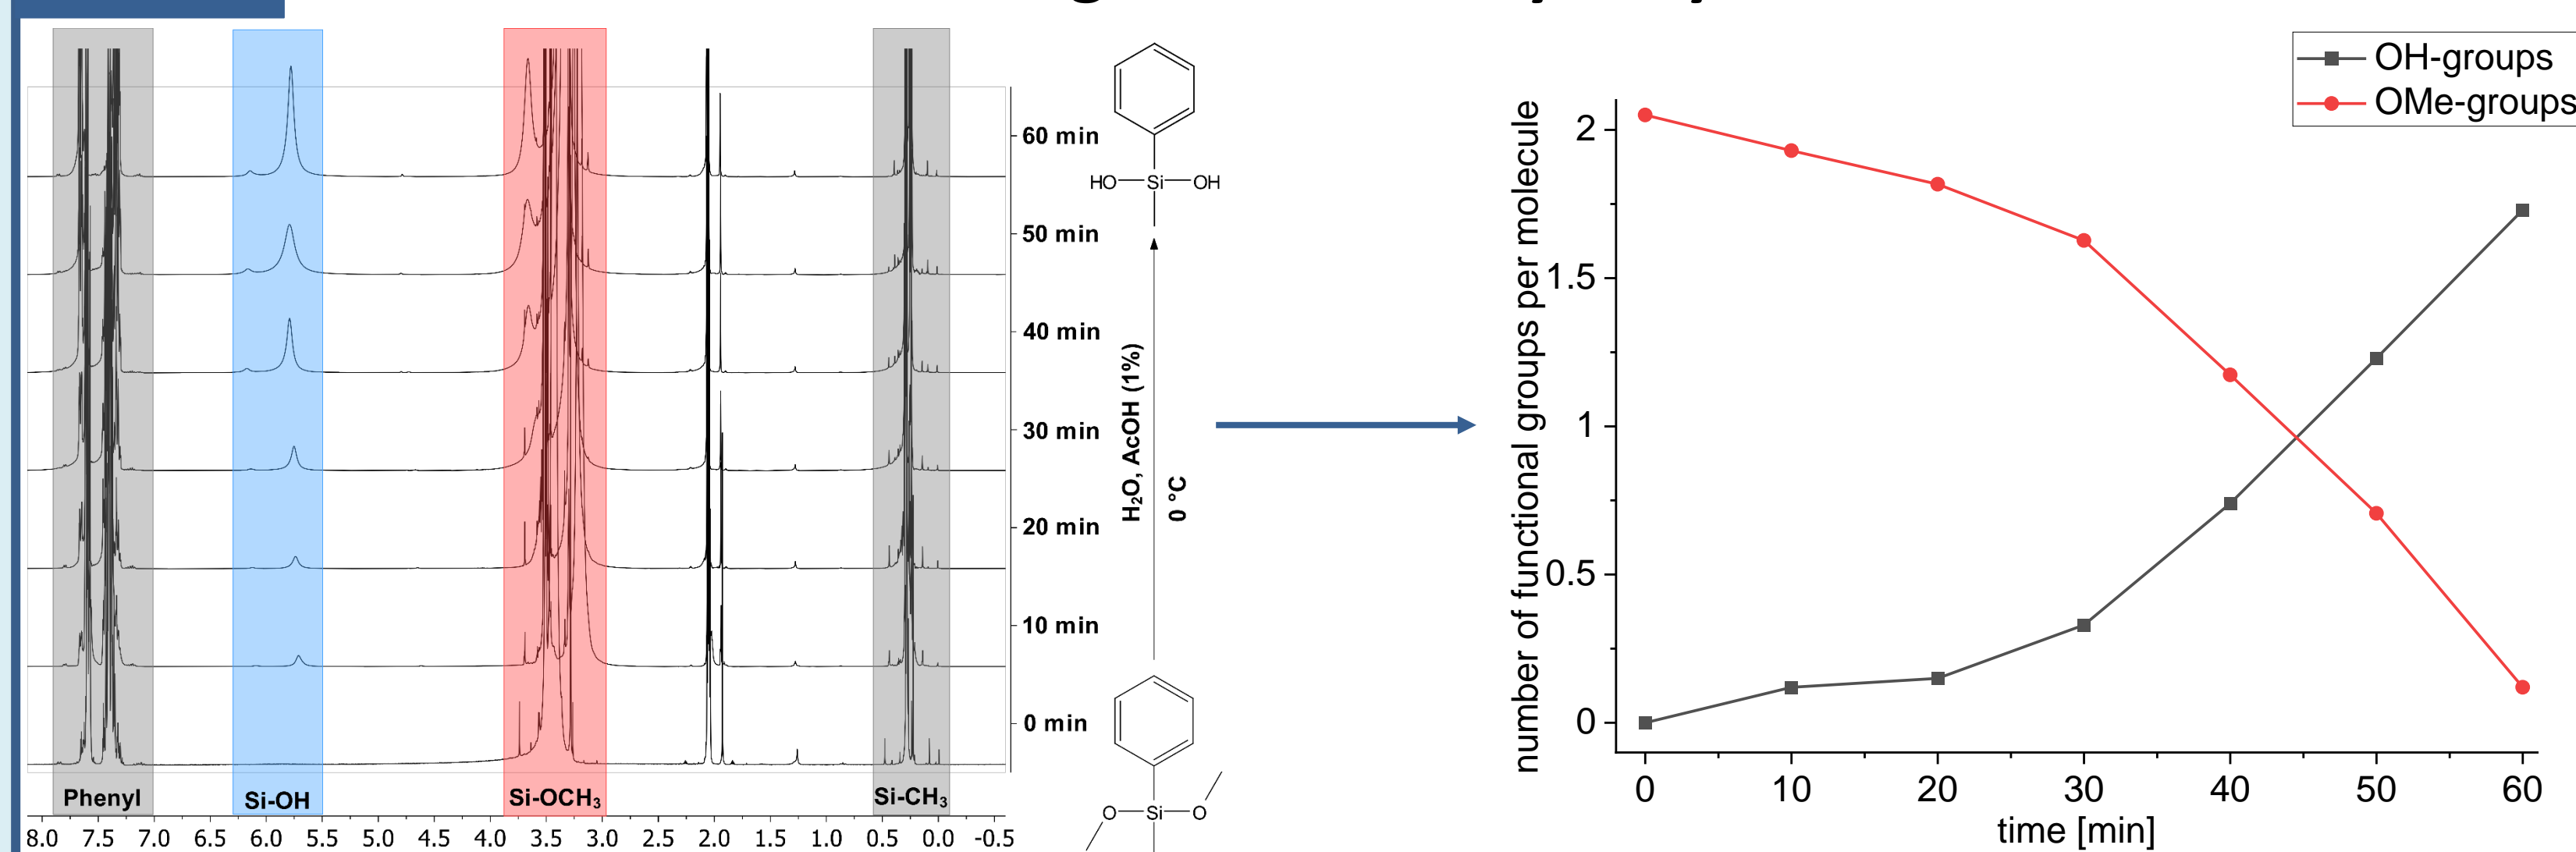 60 min
50 min
40 min
30 min
20 min
10 min
0 min
Phenyl
Si-OH
Si-OCH₃
Si-CH₃
8.0 7.5 7.0 6.5 6.0 5.5 5.0 4.5 4.0 3.5 3.0 2.5 2.0 1.5 1.0 0.5 0.0 -0.5
HO Si OH
H₂O, AcOH (1%)
0 °C
O Si O
OH-groups
OMe-groups
number of functional groups per molecule
2
1.5
1
0.5
0
0 10 20 30 40 50 60
time [min]